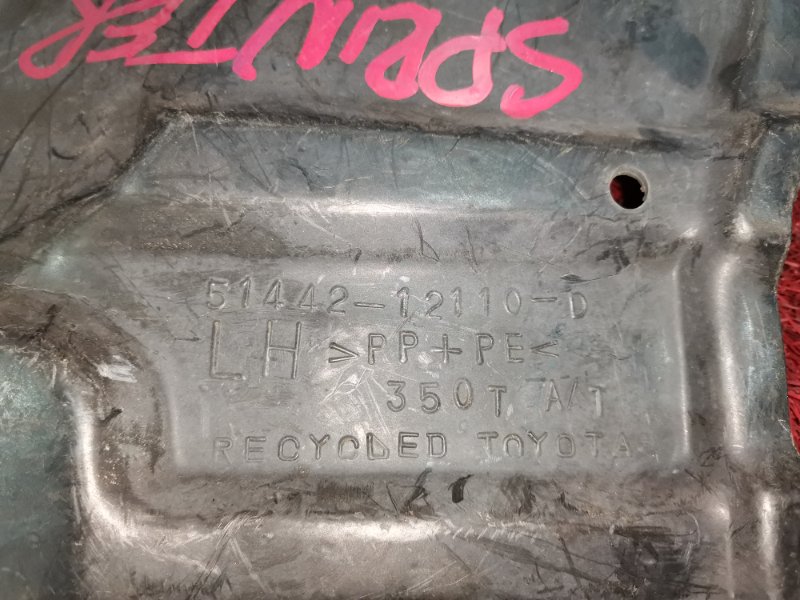 SPRINTER
51442-12110-D
LH >PP+PE<
350T A/T
RECYCLED TOYOTA